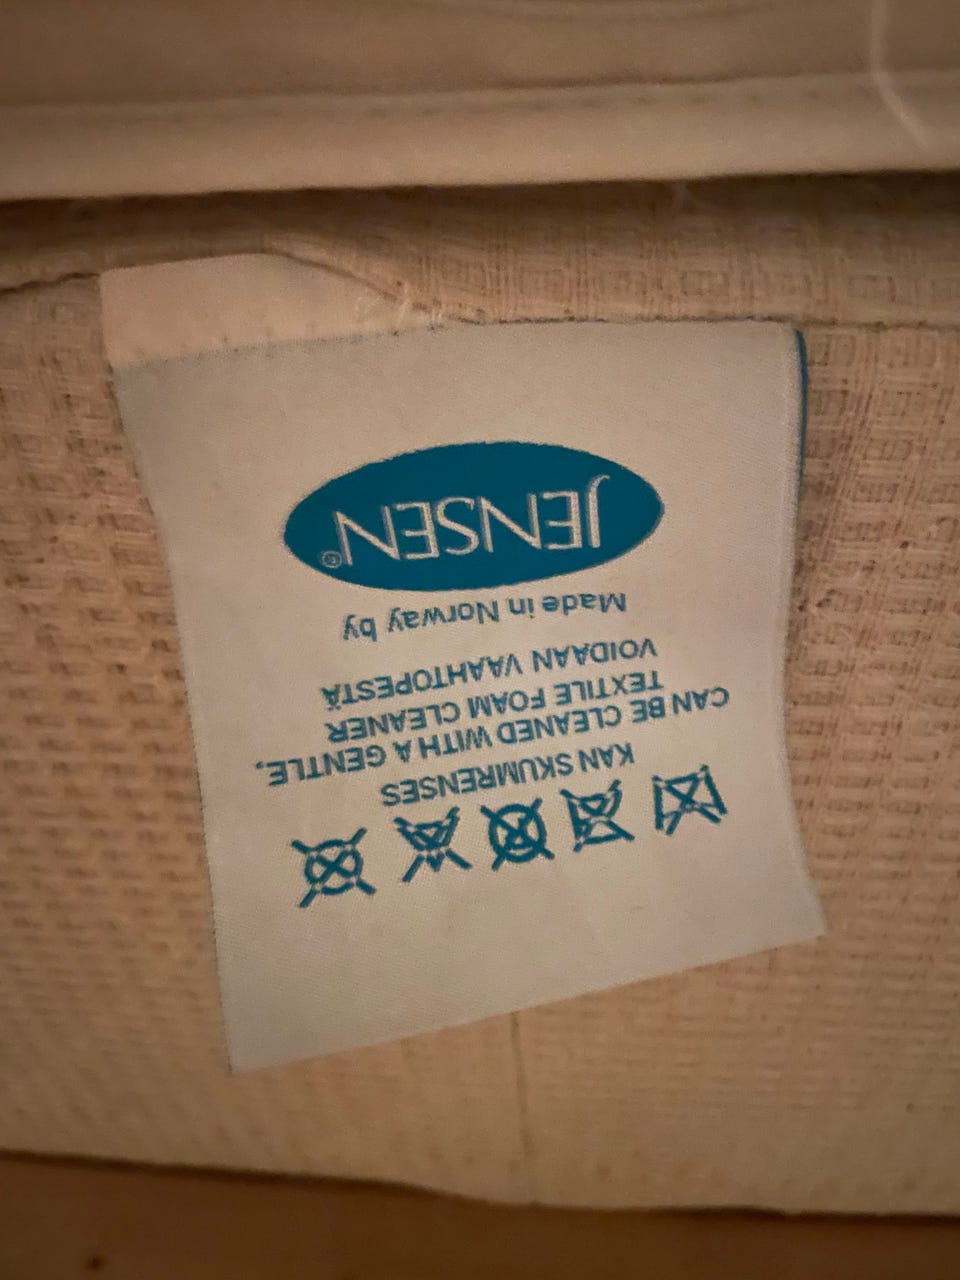 KAN SKUMRENSES
CAN BE CLEANED WITH A GENTLE,
TEXTILE FOAM CLEANER
VOIDAAN VAAHTOPESTÄ
Made in Norway by
JENSEN®